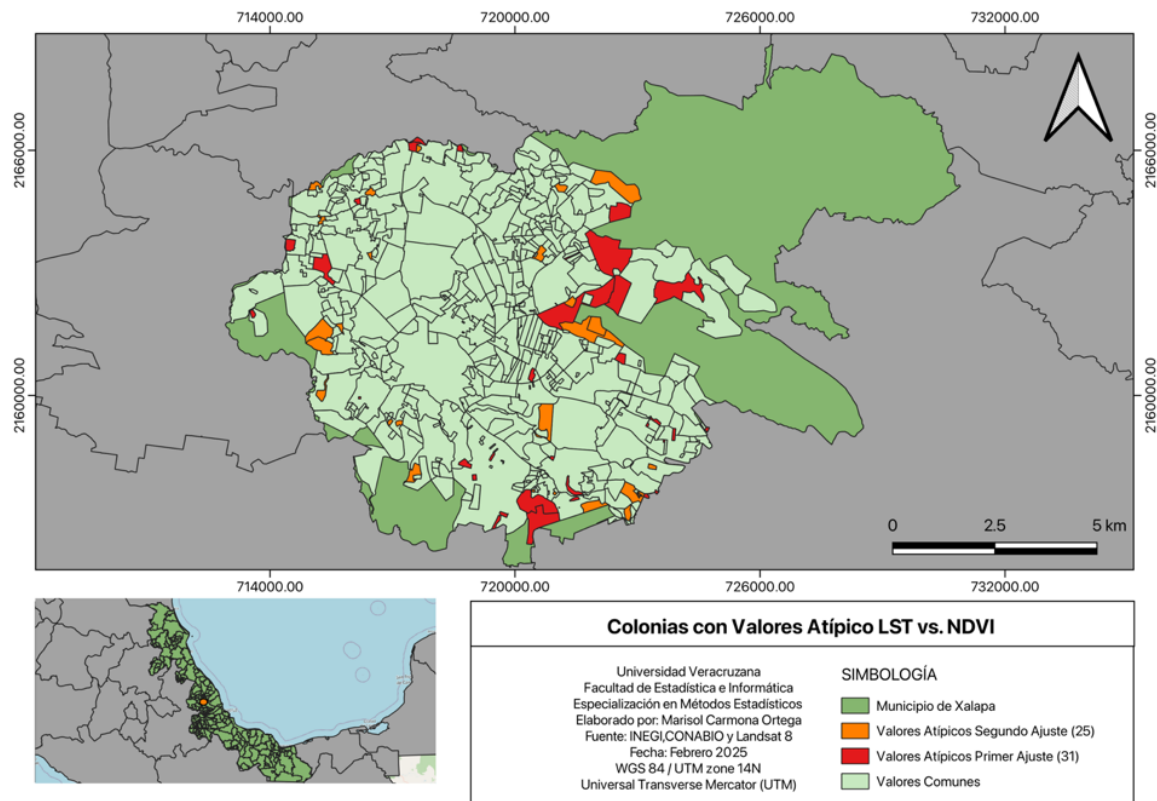 714000.00 720000.00 726000.00 732000.00
2166000.00 2166000.00
2160000.00 2160000.00
0 2.5 5 km
714000.00 720000.00 726000.00 732000.00
Colonias con Valores Atípico LST vs. NDVI
Universidad Veracruzana
Facultad de Estadística e Informática
Especialización en Métodos Estadísticos
Elaborado por: Marisol Carmona Ortega
Fuente: INEGI,CONABIO y Landsat 8
Fecha: Febrero 2025
WGS 84 / UTM zone 14N
Universal Transverse Mercator (UTM)
SIMBOLOGÍA
Municipio de Xalapa
Valores Atípicos Segundo Ajuste (25)
Valores Atípicos Primer Ajuste (31)
Valores Comunes